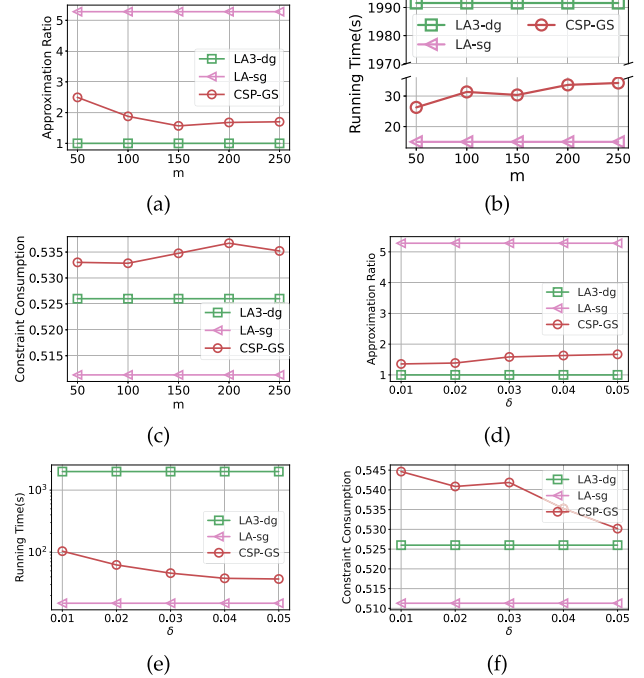 Approximation Ratio
5
4
3
2
1
LA3-dg
LA-sg
CSP-GS
50 100 150 200 250
m
(a)
Running Time(s)
1990
1980
1970
30
20
LA3-dg CSP-GS
LA-sg
50 100 150 200 250
m
(b)
Constraint Consumption
0.535
0.525
0.515
LA3-dg
LA-sg
CSP-GS
50 100 150 200 250
m
(c)
Approximation Ratio
5
4
3
2
1
LA3-dg
LA-sg
CSP-GS
0.01 0.02 0.03 0.04 0.05
δ
(d)
Running Time(s)
10³
10²
LA3-dg
LA-sg
CSP-GS
0.01 0.02 0.03 0.04 0.05
δ
(e)
Constraint Consumption
0.545
0.540
0.535
0.530
0.525
0.520
0.515
0.510
LA3-dg
LA-sg
CSP-GS
0.01 0.02 0.03 0.04 0.05
δ
(f)